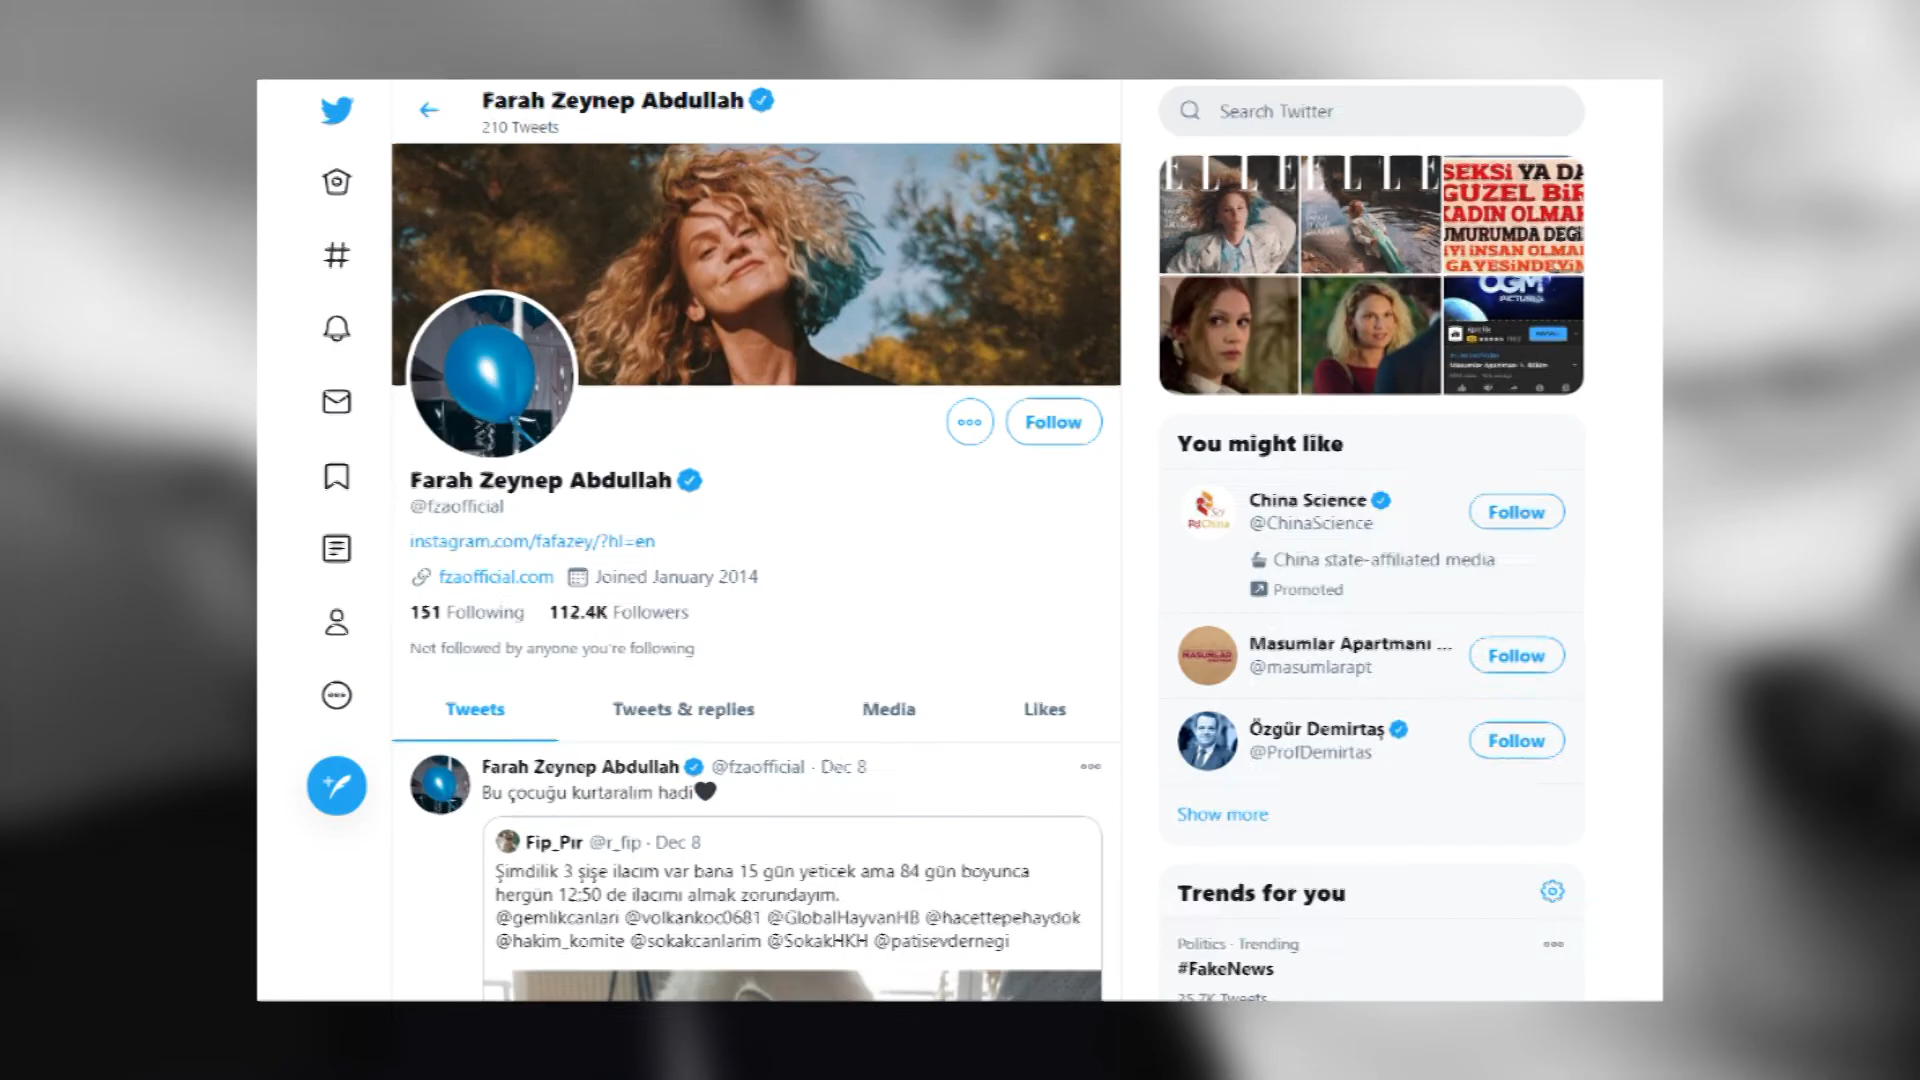 Farah Zeynep Abdullah
210 Tweets
Search Twitter
ELLE
ELLE
SEKSİ YA DA
GÜZEL BİR
KADIN OLMAK
UMURUMDA DEĞİL
İYİ İNSAN OLMA
GAYESİNDEYİM
OGM
PICTURES
Follow
Farah Zeynep Abdullah
@fzaofficial
instagram.com/fafazey/?hl=en
fzaofficial.com Joined January 2014
151 Following 112.4K Followers
Not followed by anyone you're following
Tweets Tweets & replies Media Likes
Farah Zeynep Abdullah @fzaofficial · Dec 8
Bu çocuğu kurtaralım hadi🖤
Fip_Pır @r_fip · Dec 8
Şimdilik 3 şişe ilacım var bana 15 gün yeticek ama 84 gün boyunca
hergün 12:50 de ilacımı almak zorundayım.
@gemlikcanlari @volkankoc0681 @GlobalHayvanHB @hacettepehaydok
@hakim_komite @sokakcanlarim @SokakHKH @patisevdernegi
You might like
China Science
@ChinaScience
Follow
China state-affiliated media
Promoted
Masumlar Apartmanı ...
@masumlarapt
Follow
Özgür Demirtaş
@ProfDemirtas
Follow
Show more
Trends for you
Politics · Trending
#FakeNews
25.7K Tweets